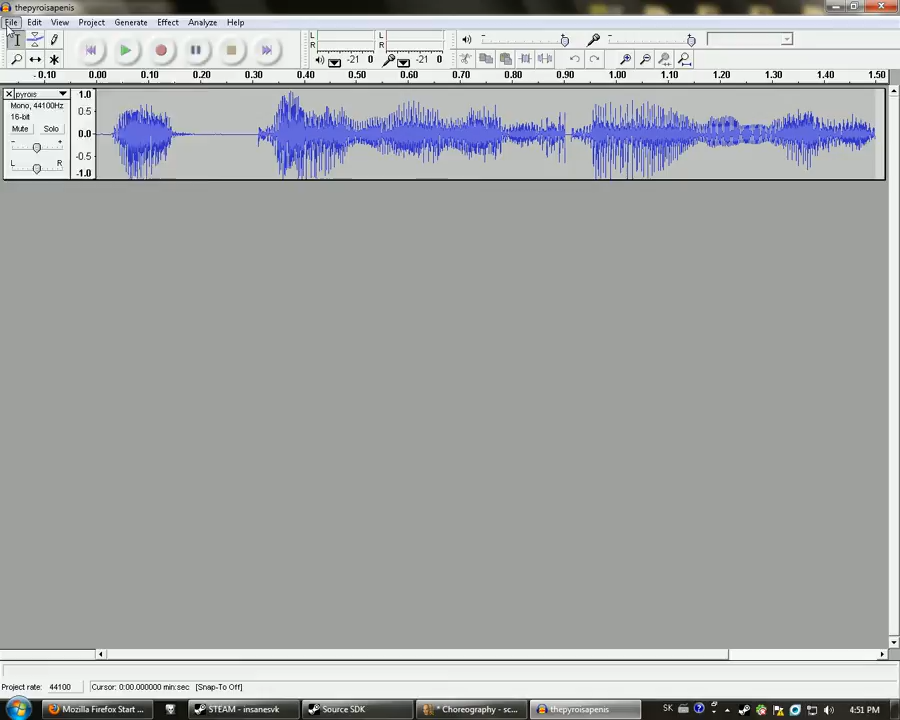 thepyroisapenis
File Edit View Project Generate Effect Analyze Help
L
R
-21 0
L
R
-21 0
- +
- +
-0.10 0.00 0.10 0.20 0.30 0.40 0.50 0.60 0.70 0.80 0.90 1.00 1.10 1.20 1.30 1.40 1.50
pyrois
Mono, 44100Hz
16-bit
Mute Solo
- +
L R
1.0
0.5
0.0
-0.5
-1.0
Project rate: 44100 Cursor: 0:00.000000 min:sec [Snap-To Off]
Mozilla Firefox Start ... STEAM - insanesvk Source SDK * Choreography - sc... thepyroisapenis SK 4:51 PM